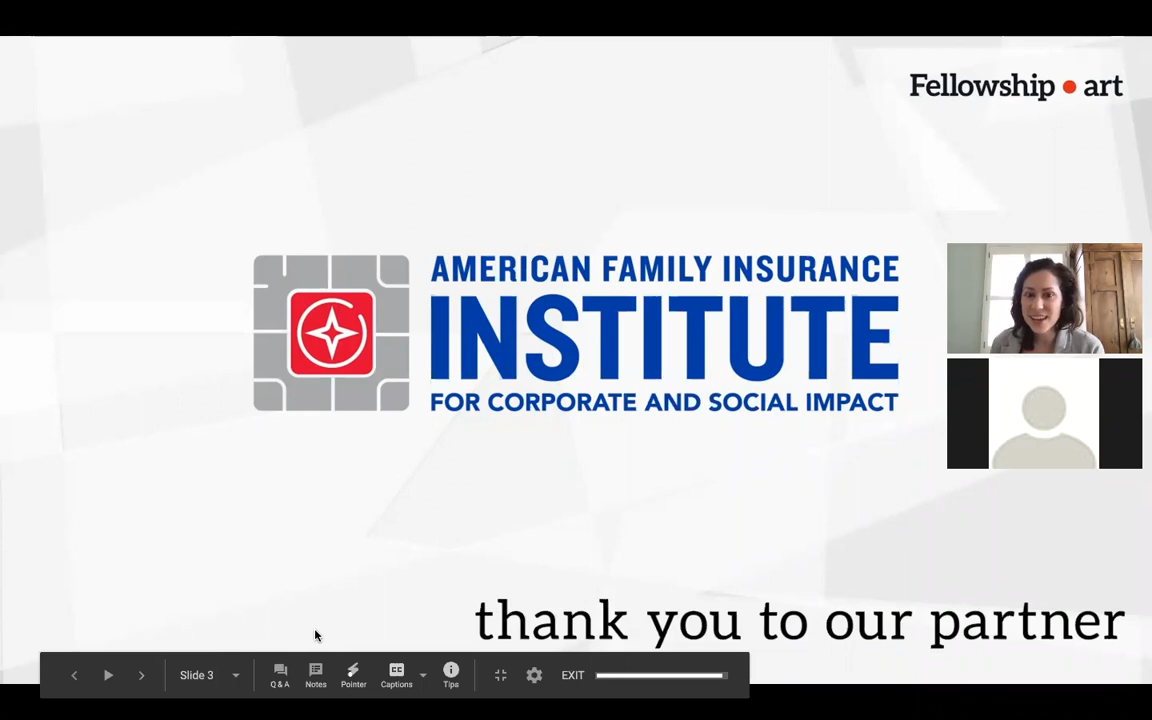 Fellowship • art
AMERICAN FAMILY INSURANCE
INSTITUTE
FOR CORPORATE AND SOCIAL IMPACT
thank you to our partner
Slide 3
Q & A
Notes
Pointer
Captions
Tips
EXIT
CC